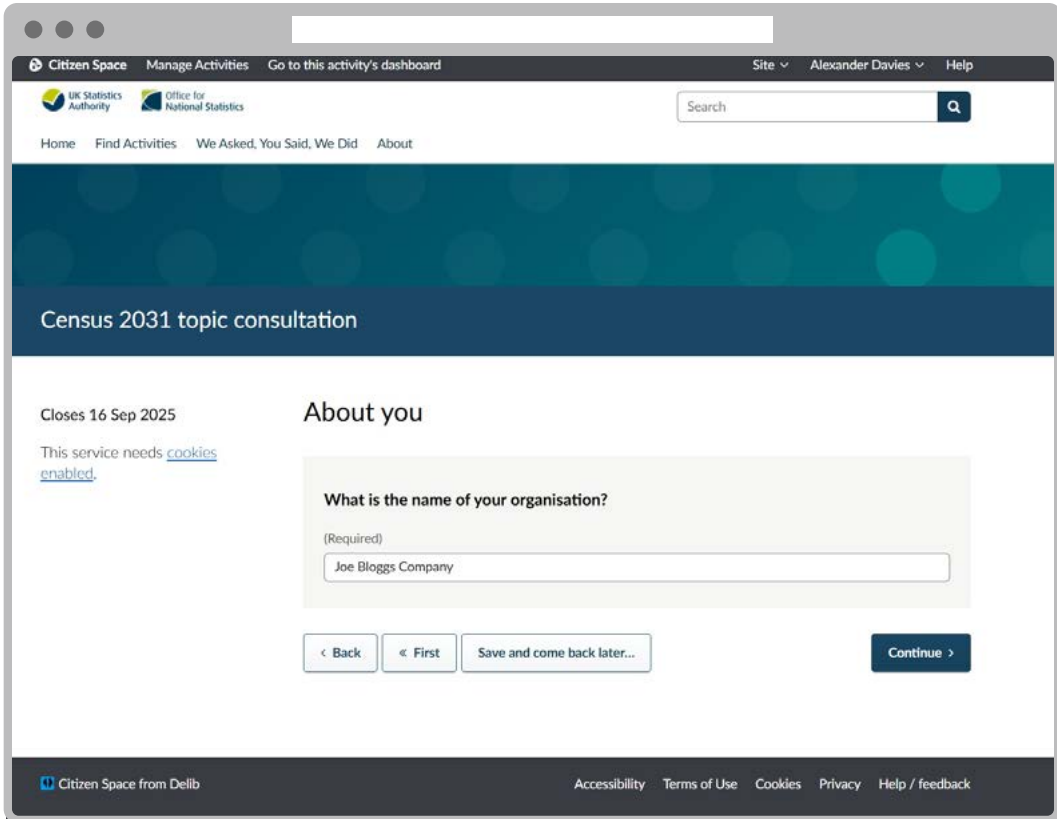 Citizen Space Manage Activities Go to this activity's dashboard Site Alexander Davies Help
UK Statistics Authority Office for National Statistics
Search
Home Find Activities We Asked, You Said, We Did About
Census 2031 topic consultation
Closes 16 Sep 2025
This service needs cookies
enabled.
About you
What is the name of your organisation?
(Required)
Joe Bloggs Company
< Back « First Save and come back later... Continue >
Citizen Space from Delib Accessibility Terms of Use Cookies Privacy Help / feedback